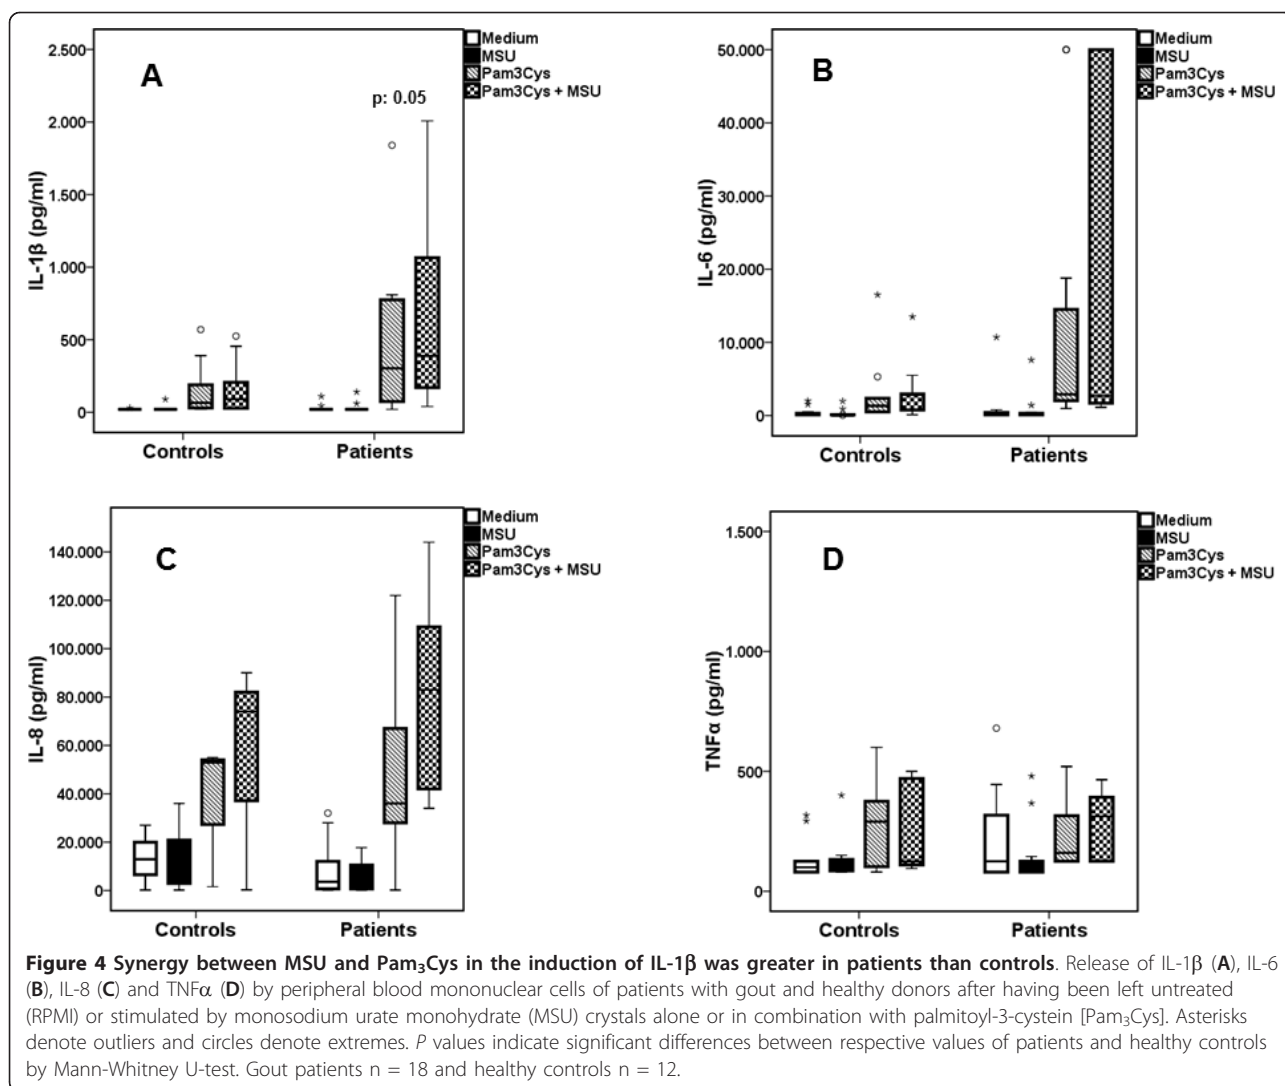 A
2.500
2.000
1.500
1.000
500
0
IL-1β (pg/ml)
p: 0.05
Controls Patients
Medium
MSU
Pam3Cys
Pam3Cys + MSU
B
50.000
40.000
30.000
20.000
10.000
0
IL-6 (pg/ml)
Controls Patients
Medium
MSU
Pam3Cys
Pam3Cys + MSU
C
140.000
120.000
100.000
80.000
60.000
40.000
20.000
0
IL-8 (pg/ml)
Controls Patients
Medium
MSU
Pam3Cys
Pam3Cys + MSU
D
1.500
1.000
500
0
TNFα (pg/ml)
Controls Patients
Medium
MSU
Pam3Cys
Pam3Cys + MSU
Figure 4 Synergy between MSU and Pam₃Cys in the induction of IL-1β was greater in patients than controls. Release of IL-1β (A), IL-6
(B), IL-8 (C) and TNFα (D) by peripheral blood mononuclear cells of patients with gout and healthy donors after having been left untreated
(RPMI) or stimulated by monosodium urate monohydrate (MSU) crystals alone or in combination with palmitoyl-3-cystein [Pam₃Cys]. Asterisks
denote outliers and circles denote extremes. P values indicate significant differences between respective values of patients and healthy controls
by Mann-Whitney U-test. Gout patients n = 18 and healthy controls n = 12.